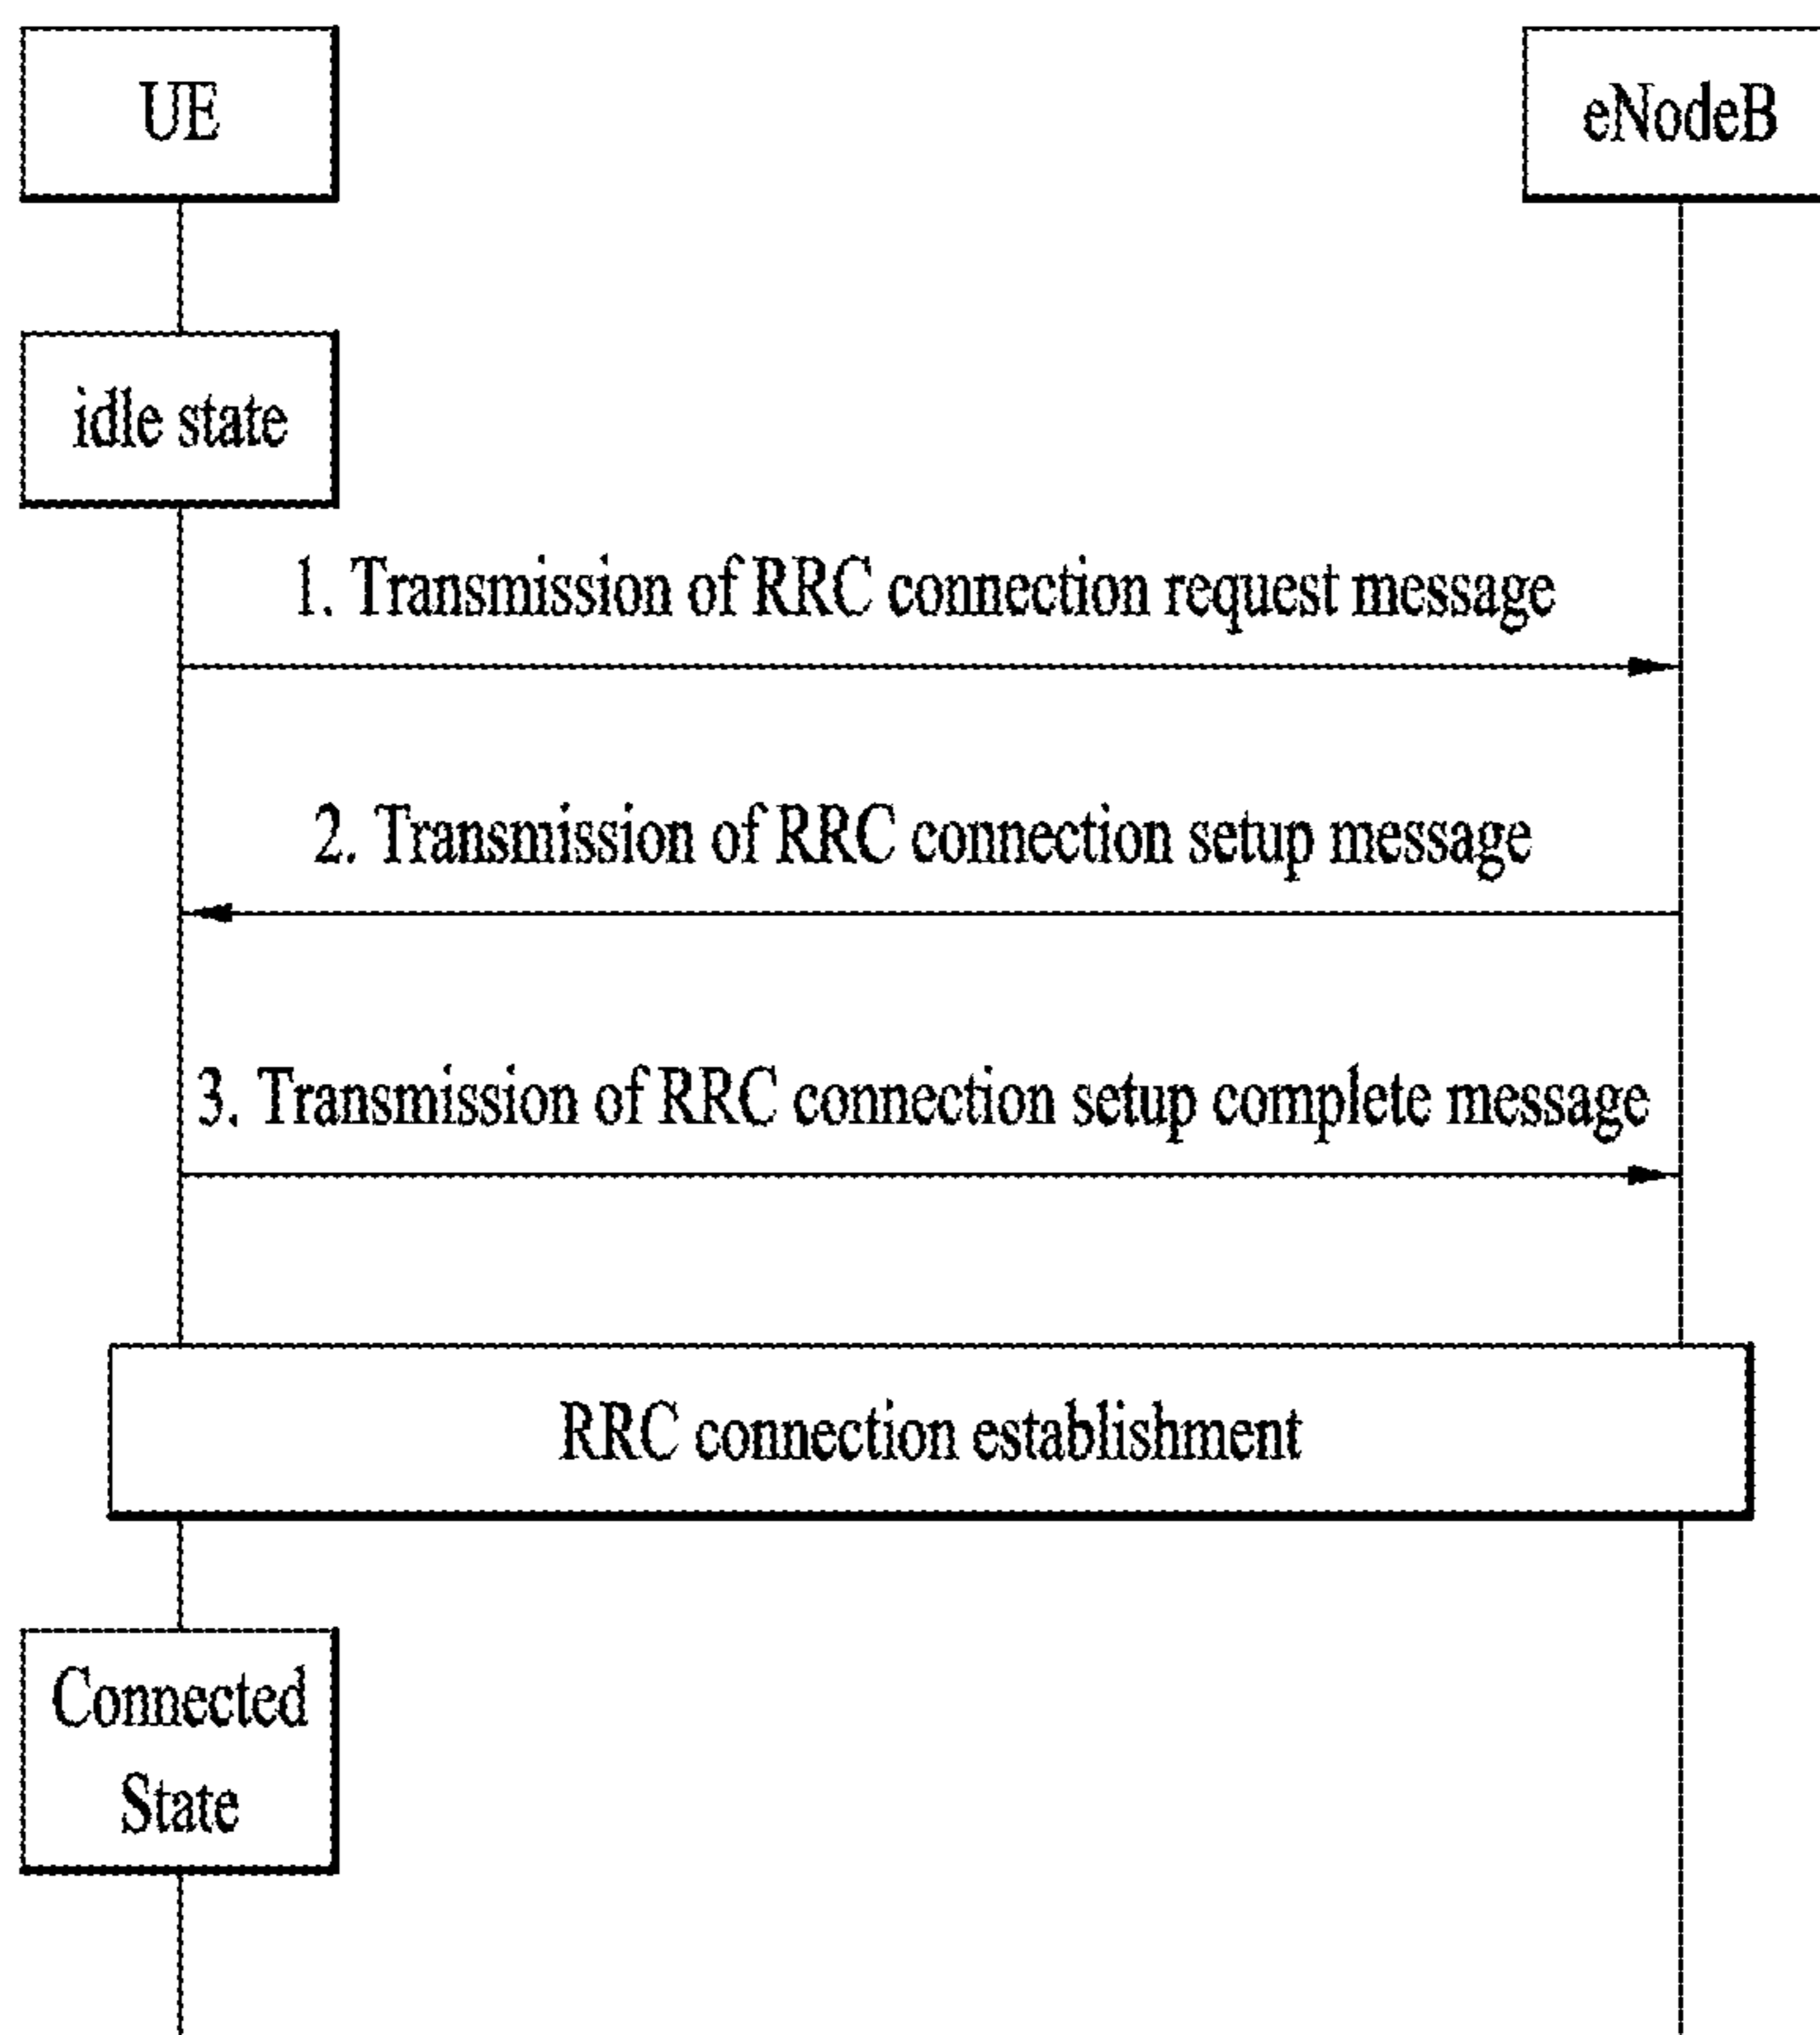 UE
eNodeB
idle state
1. Transmission of RRC connection request message
2. Transmission of RRC connection setup message
3. Transmission of RRC connection setup complete message
RRC connection establishment
Connected
State